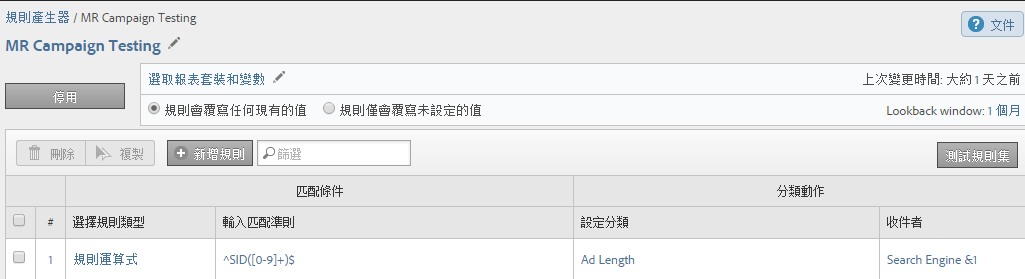 規則產生器 / MR Campaign Testing
? 文件
MR Campaign Testing
停用
選取報表套裝和變數
上次變更時間: 大約 1 天之前
規則會覆寫任何現有的值 規則僅會覆寫未設定的值
Lookback window: 1 個月
刪除 複製 新增規則 篩選
測試規則集
匹配條件 分類動作
# 選擇規則類型 輸入匹配準則 設定分類 收件者
1 規則運算式 ^SID([0-9]+)$ Ad Length Search Engine &1